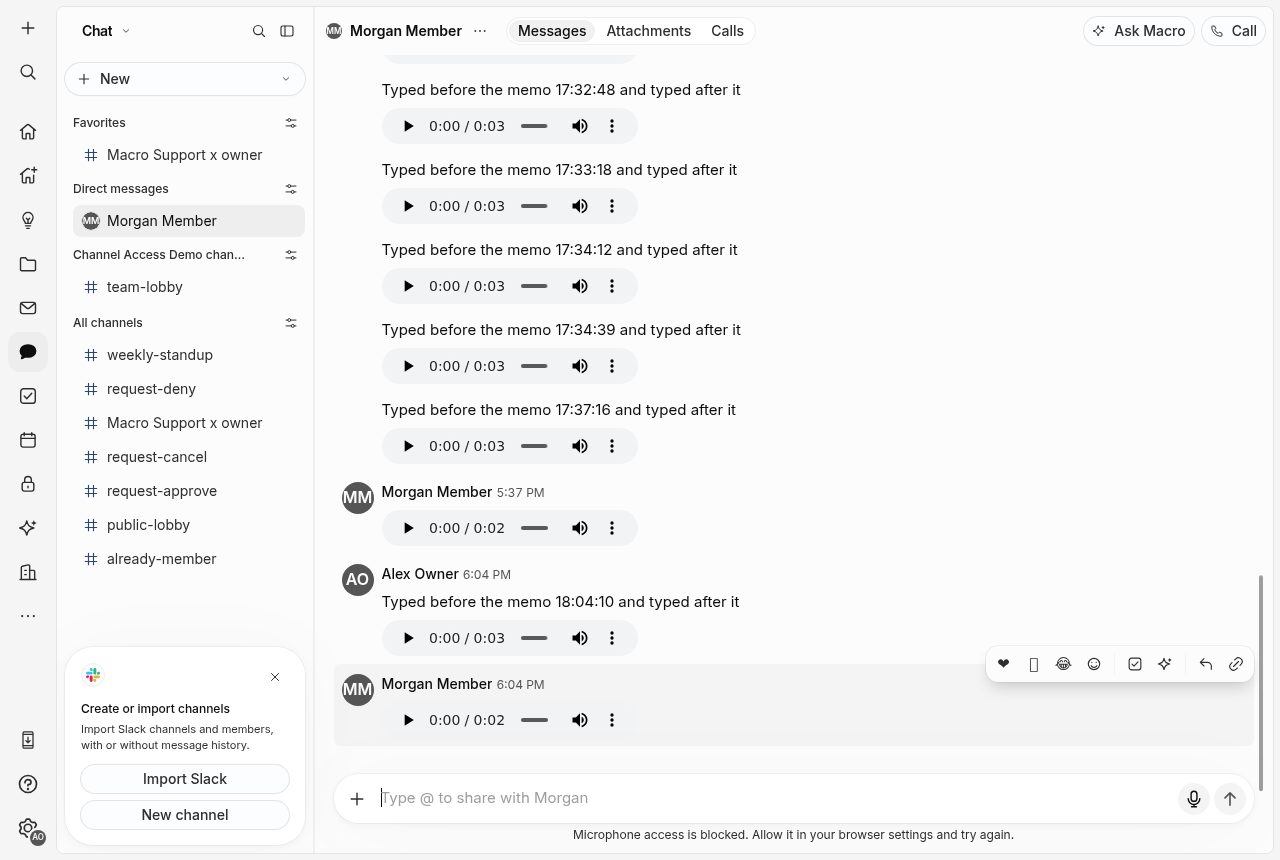 Chat
New
Favorites
Macro Support x owner
Direct messages
MM Morgan Member
Channel Access Demo chan...
team-lobby
All channels
weekly-standup
request-deny
Macro Support x owner
request-cancel
request-approve
public-lobby
already-member
Create or import channels
Import Slack channels and members,
with or without message history.
Import Slack
New channel
AO
MM Morgan Member ... Messages Attachments Calls
Ask Macro Call
Typed before the memo 17:32:48 and typed after it
0:00 / 0:03
Typed before the memo 17:33:18 and typed after it
0:00 / 0:03
Typed before the memo 17:34:12 and typed after it
0:00 / 0:03
Typed before the memo 17:34:39 and typed after it
0:00 / 0:03
Typed before the memo 17:37:16 and typed after it
0:00 / 0:03
MM Morgan Member 5:37 PM
0:00 / 0:02
AO Alex Owner 6:04 PM
Typed before the memo 18:04:10 and typed after it
0:00 / 0:03
MM Morgan Member 6:04 PM
0:00 / 0:02
Type @ to share with Morgan
Microphone access is blocked. Allow it in your browser settings and try again.